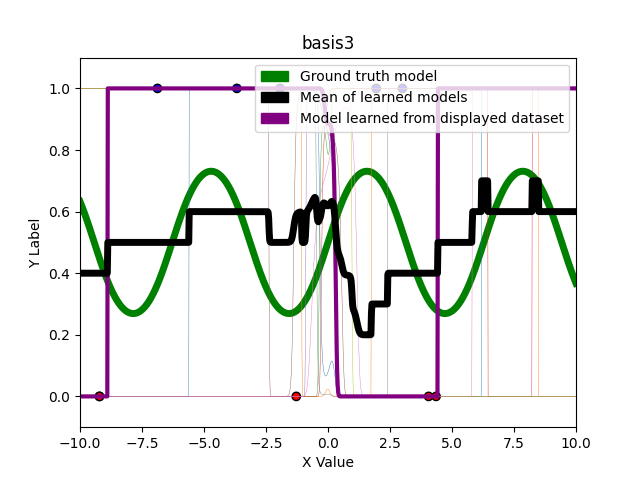 basis3
Ground truth model
Mean of learned models
Model learned from displayed dataset
Y Label
1.0
0.8
0.6
0.4
0.2
0.0
−10.0 −7.5 −5.0 −2.5 0.0 2.5 5.0 7.5 10.0
X Value